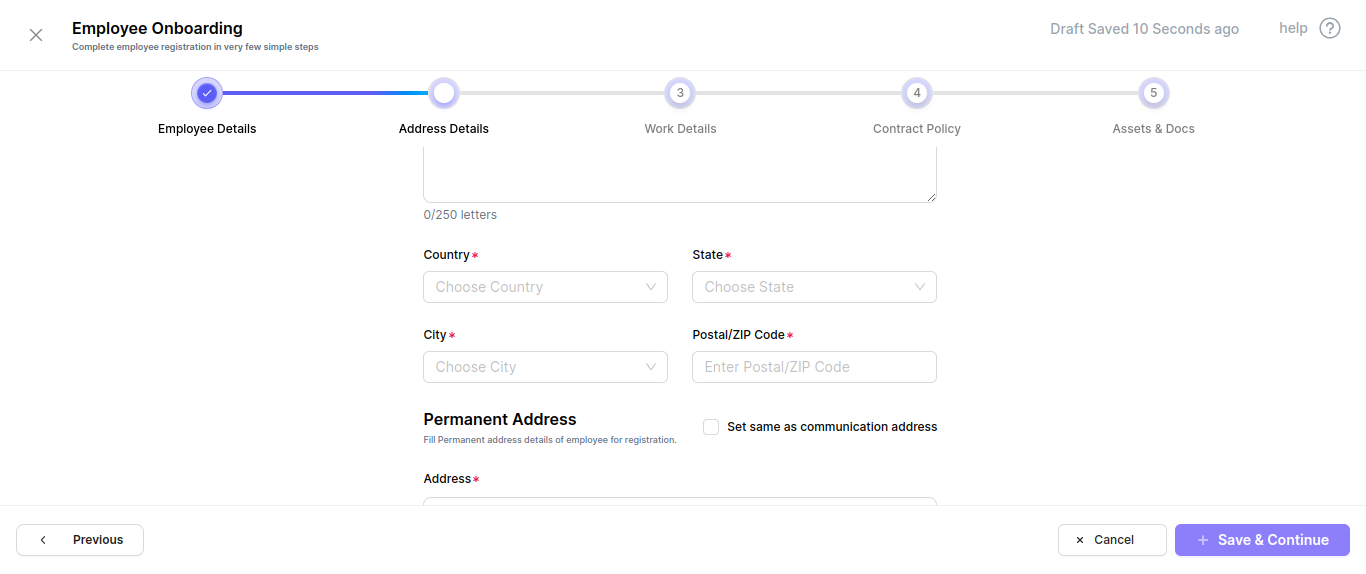 Employee Onboarding
Complete employee registration in very few simple steps
Draft Saved 10 Seconds ago
help ?
3 4 5
Employee Details Address Details Work Details Contract Policy Assets & Docs
0/250 letters
Country* State*
Choose Country Choose State
City* Postal/ZIP Code*
Choose City Enter Postal/ZIP Code
Permanent Address
Fill Permanent address details of employee for registration.
Set same as communication address
Address*
Previous
× Cancel
+ Save & Continue